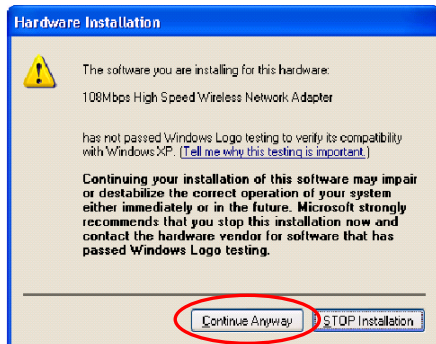 Hardware Installation
The software you are installing for this hardware:
108Mbps High Speed Wireless Network Adapter
has not passed Windows Logo testing to verify its compatibility
with Windows XP. (Tell me why this testing is important.)
Continuing your installation of this software may impair
or destabilize the correct operation of your system
either immediately or in the future. Microsoft strongly
recommends that you stop this installation now and
contact the hardware vendor for software that has
passed Windows Logo testing.
Continue Anyway STOP Installation